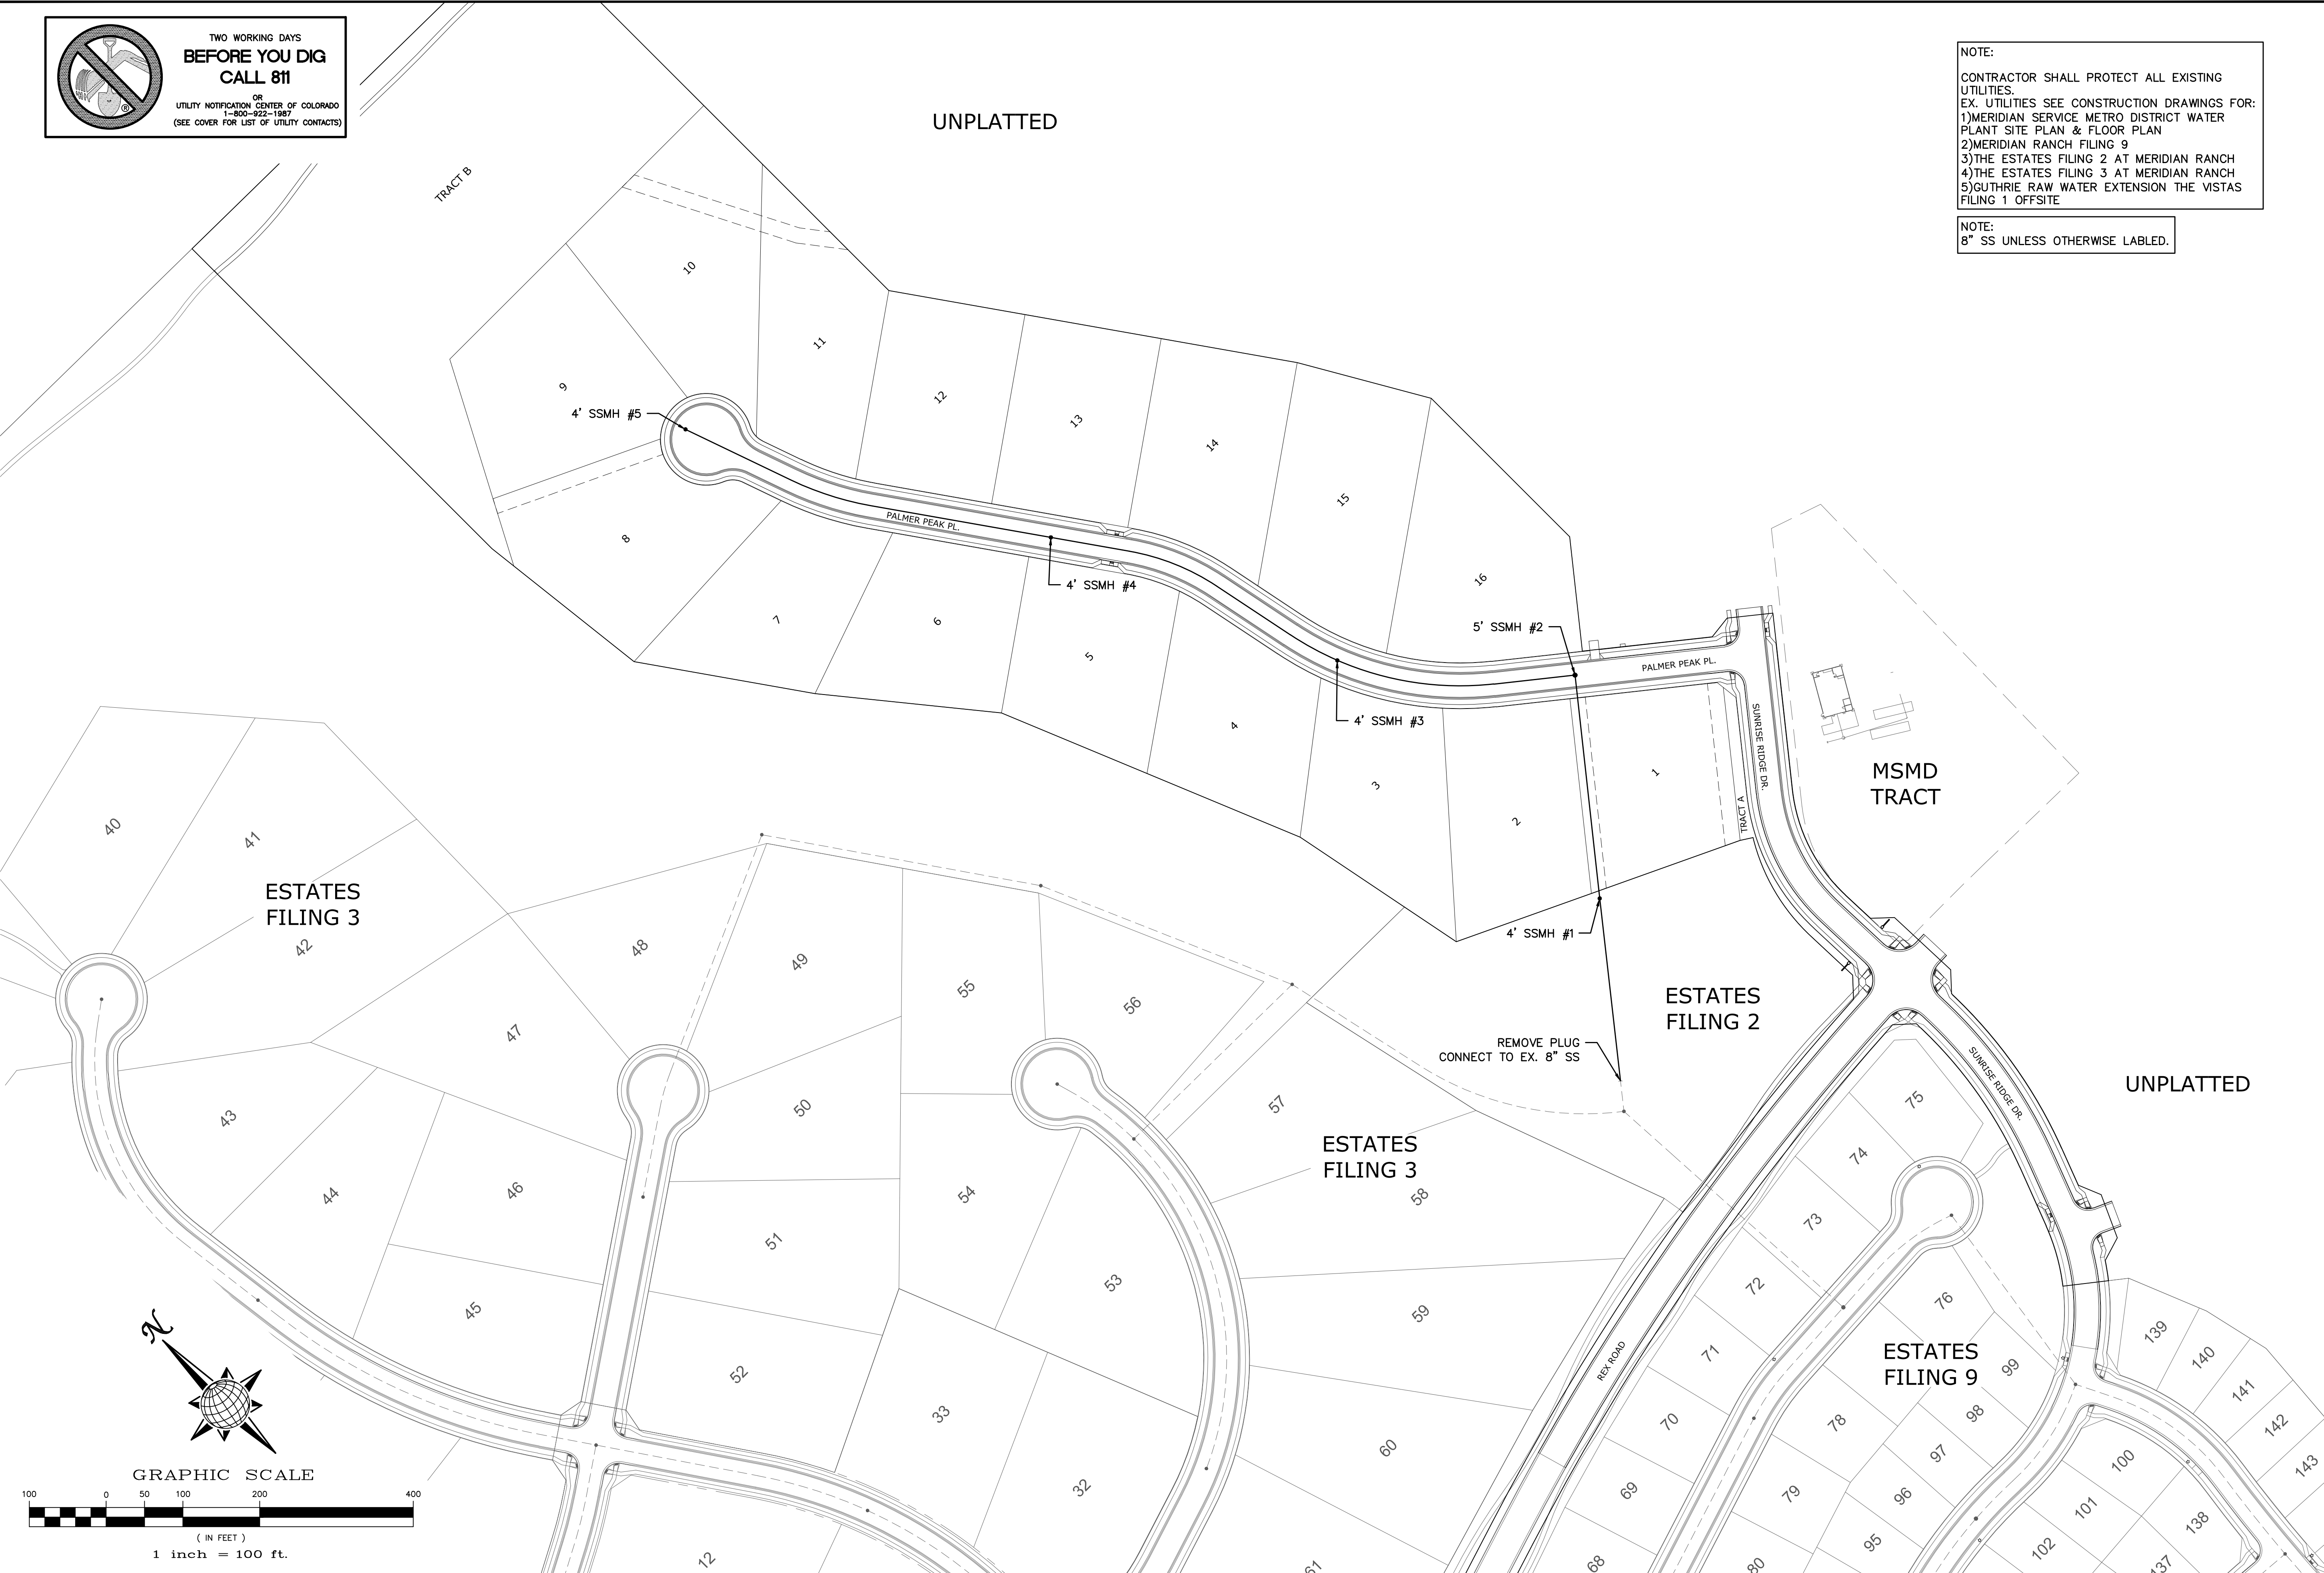 TWO WORKING DAYS
BEFORE YOU DIG
CALL 811
OR
UTILITY NOTIFICATION CENTER OF COLORADO
1-800-922-1987
(SEE COVER FOR LIST OF UTILITY CONTACTS)
®
NOTE:
CONTRACTOR SHALL PROTECT ALL EXISTING
UTILITIES.
EX. UTILITIES SEE CONSTRUCTION DRAWINGS FOR:
1)MERIDIAN SERVICE METRO DISTRICT WATER
PLANT SITE PLAN & FLOOR PLAN
2)MERIDIAN RANCH FILING 9
3)THE ESTATES FILING 2 AT MERIDIAN RANCH
4)THE ESTATES FILING 3 AT MERIDIAN RANCH
5)GUTHRIE RAW WATER EXTENSION THE VISTAS
FILING 1 OFFSITE
NOTE:
8" SS UNLESS OTHERWISE LABLED.
UNPLATTED
TRACT B
10
11
9
12
13
14
15
16
4' SSMH #5
PALMER PEAK PL.
8
4' SSMH #4
7
6
5
5' SSMH #2
PALMER PEAK PL.
4' SSMH #3
4
3
2
1
SUNRISE RIDGE DR.
TRACT A
MSMD
TRACT
4' SSMH #1
40
41
ESTATES
FILING 3
42
48
49
55
56
47
ESTATES
FILING 2
REMOVE PLUG
CONNECT TO EX. 8" SS
SUNRISE RIDGE DR.
UNPLATTED
43
50
57
75
ESTATES
FILING 3
74
44
46
54
58
73
51
53
72
45
59
76
139
REX ROAD
71
ESTATES
FILING 9
99
140
52
141
33
70
78
98
142
60
97
100
143
32
69
79
96
101
138
95
102
12
61
68
80
137
N
GRAPHIC SCALE
100
0
50
100
200
400
( IN FEET )
1 inch = 100 ft.